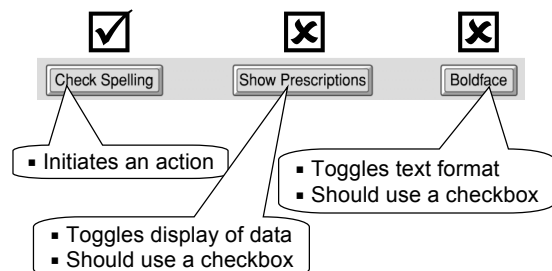 Check Spelling
Show Prescriptions
Boldface
▪ Initiates an action
▪ Toggles display of data
▪ Should use a checkbox
▪ Toggles text format
▪ Should use a checkbox